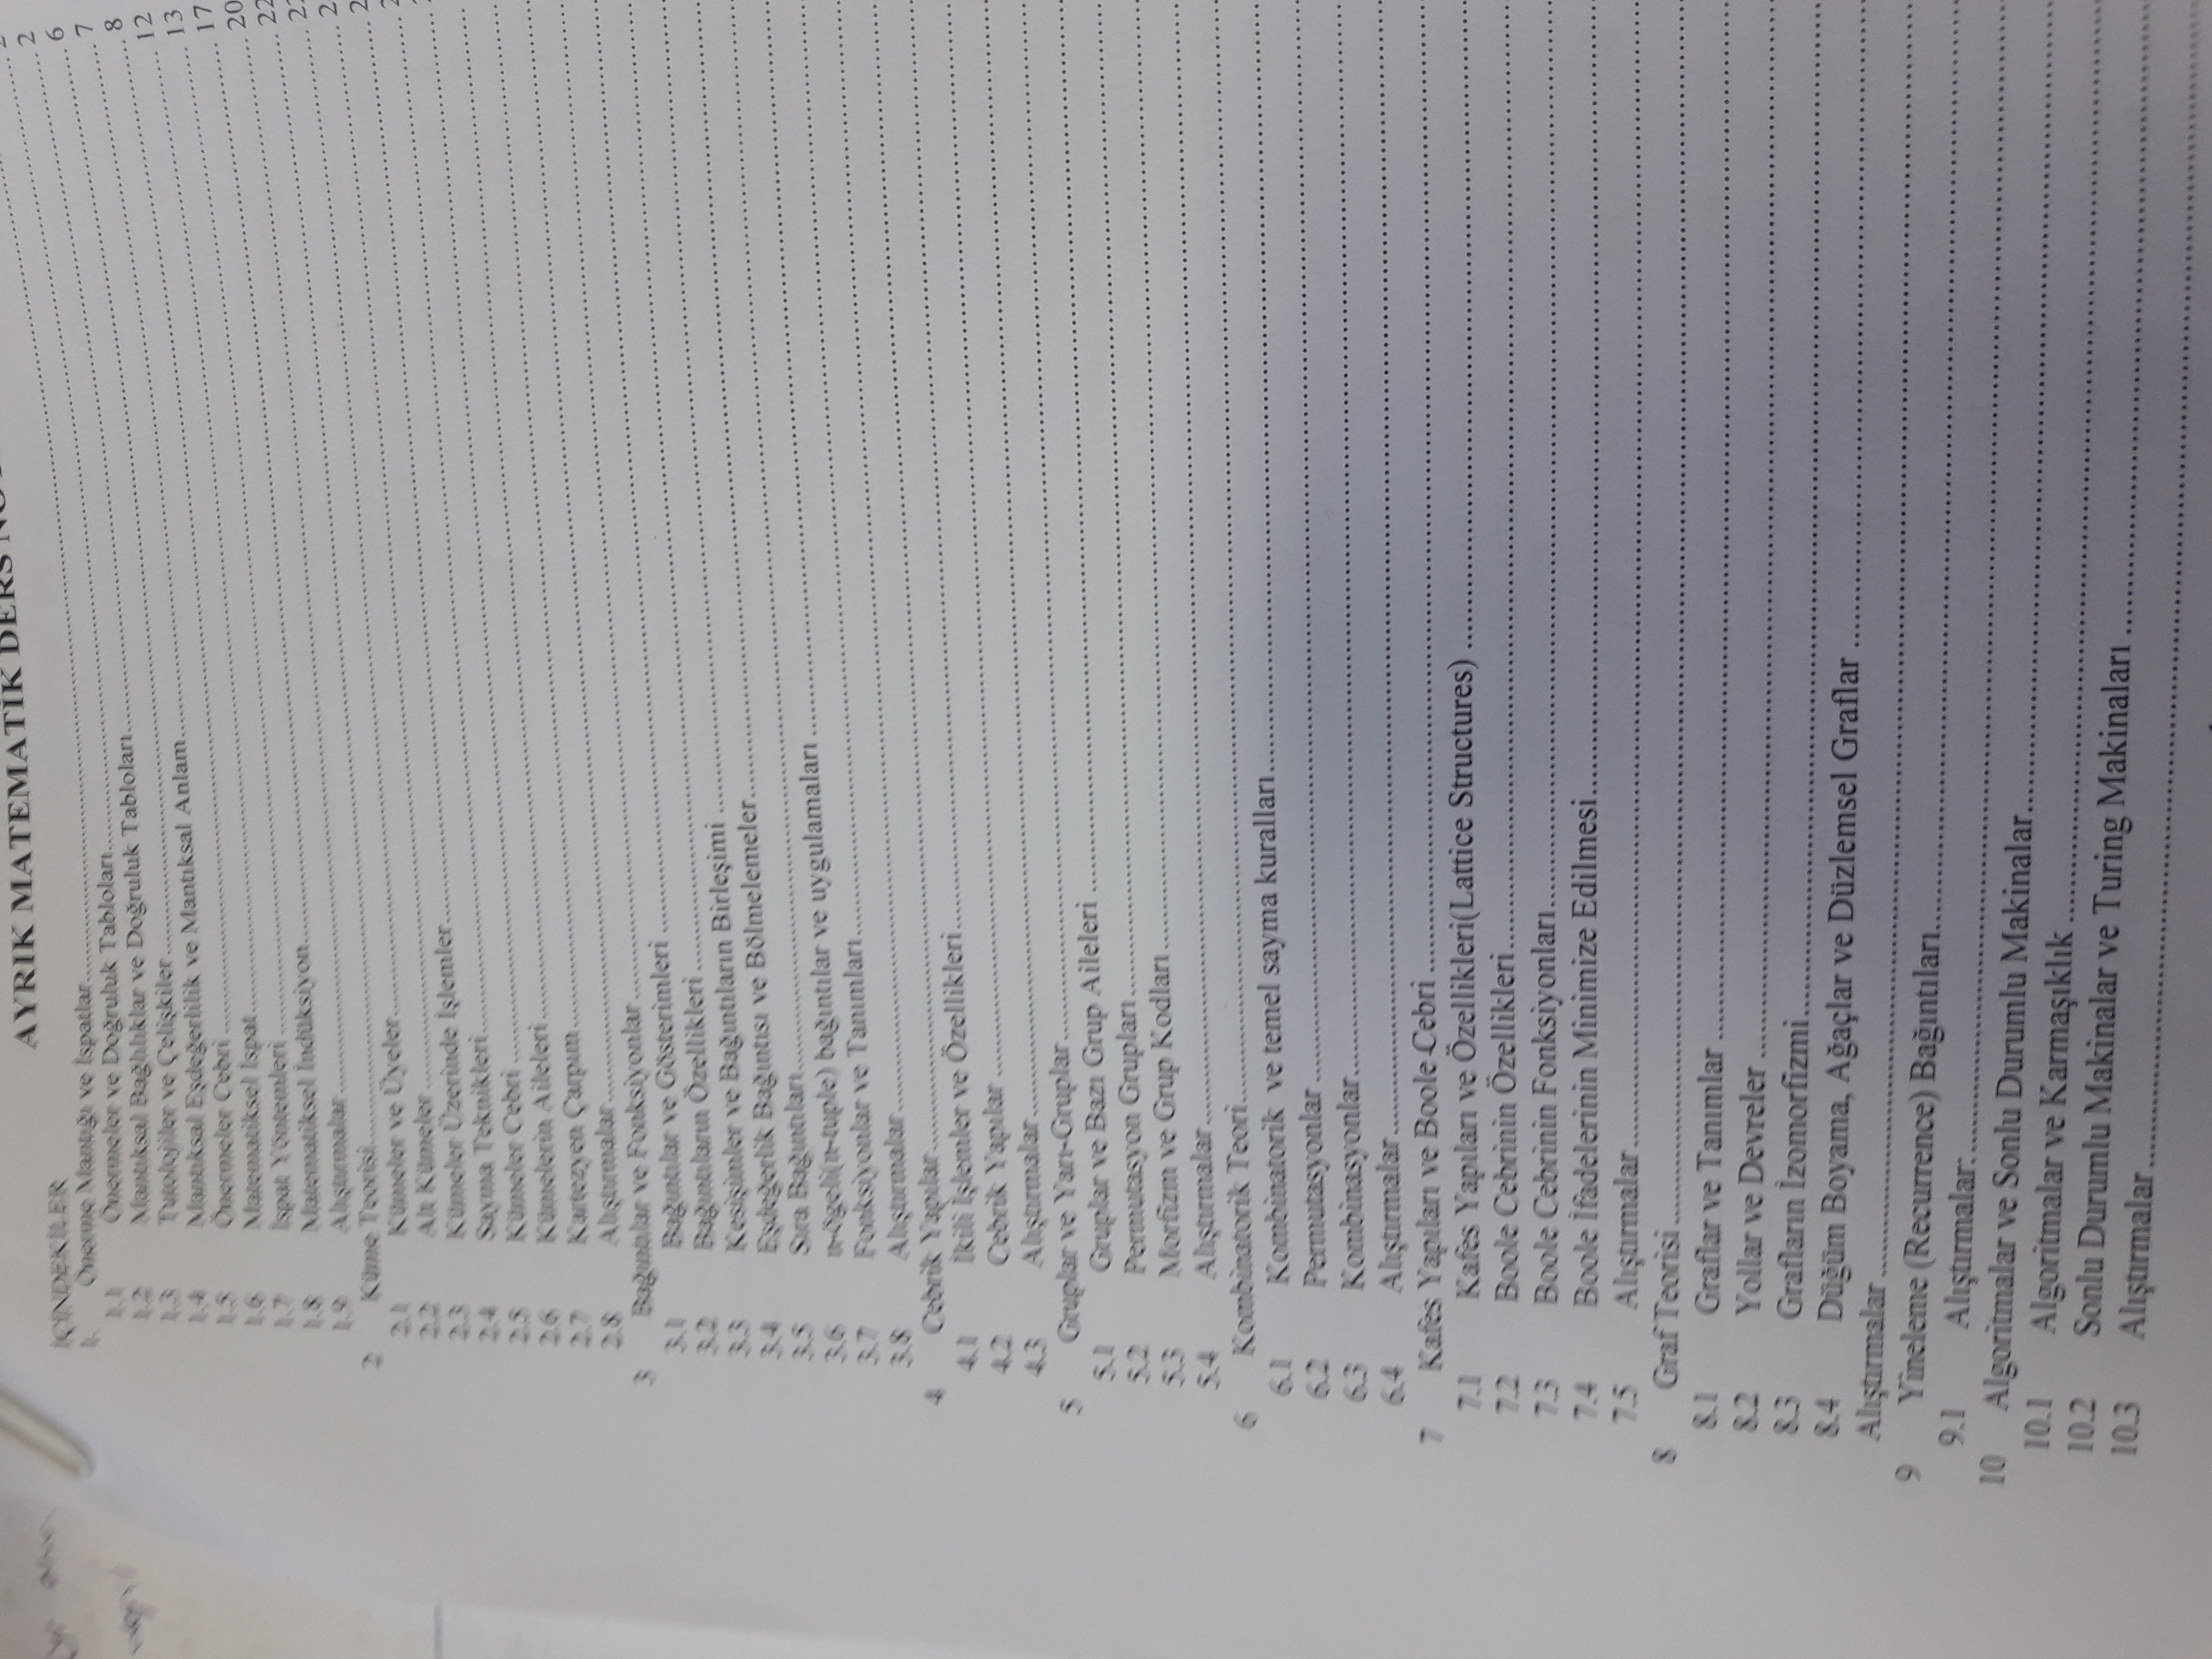 AYRIK MATEMATİK DERS
İÇİNDEKİLER
1. Önerme Mantığı ve İspatlar 2
1.1 Önermeler ve Doğruluk Tabloları 2
1.2 Mantıksal Bağlılıklar ve Doğruluk Tabloları 2
1.3 Tutolojiler ve Çelişkiler 6
1.4 Mantıksal Eşdeğerlilik ve Mantıksal Anlam 7
1.5 Önermeler Cebri 8
1.6 Matematiksel İspat 12
1.7 İspat Yöntemleri 13
1.8 Matematiksel İndüksiyon 17
1.9 Alıştırmalar 20
2 Küme Teorisi 22
2.1 Kümeler ve Üyeler
2.2 Alt Kümeler
2.3 Kümeler Üzerinde İşlemler
2.4 Sayma Teknikleri
2.5 Kümeler Cebri
2.6 Kümelerin Aileleri
2.7 Kartezyen Çarpım
2.8 Alıştırmalar
3 Bağıntılar ve Fonksiyonlar
3.1 Bağıntılar ve Gösterimleri
3.2 Bağıntıların Özellikleri
3.3 Kesişimler ve Bağıntıların Birleşimi
3.4 Eşdeğerlik Bağıntısı ve Bölmelemeler
3.5 Sıra Bağıntıları
3.6 n-ögeli(n-tuple) bağıntılar ve uygulamaları
3.7 Fonksiyonlar ve Tanımları
3.8 Alıştırmalar
4 Cebrik Yapılar
4.1 İkili İşlemler ve Özellikleri
4.2 Cebrik Yapılar
4.3 Alıştırmalar
5 Gruplar ve Yarı-Gruplar
5.1 Gruplar ve Bazı Grup Aileleri
5.2 Permutasyon Grupları
5.3 Morfizm ve Grup Kodları
5.4 Alıştırmalar
6 Kombinatorik Teori
6.1 Kombinatorik ve temel sayma kuralları
6.2 Permutasyonlar
6.3 Kombinasyonlar
6.4 Alıştırmalar
7 Kafes Yapıları ve Boole Cebri
7.1 Kafes Yapıları ve Özellikleri(Lattice Structures)
7.2 Boole Cebrinin Özellikleri
7.3 Boole Cebrinin Fonksiyonları
7.4 Boole İfadelerinin Minimize Edilmesi
7.5 Alıştırmalar
8 Graf Teorisi
8.1 Graflar ve Tanımlar
8.2 Yollar ve Devreler
8.3 Grafların İzomorfizmi
8.4 Düğüm Boyama, Ağaçlar ve Düzlemsel Graflar
Alıştırmalar
9 Yineleme (Recurrence) Bağıntıları
9.1 Alıştırmalar:
10 Algoritmalar ve Sonlu Durumlu Makinalar
10.1 Algoritmalar ve Karmaşıklık
10.2 Sonlu Durumlu Makinalar ve Turing Makinaları
10.3 Alıştırmalar